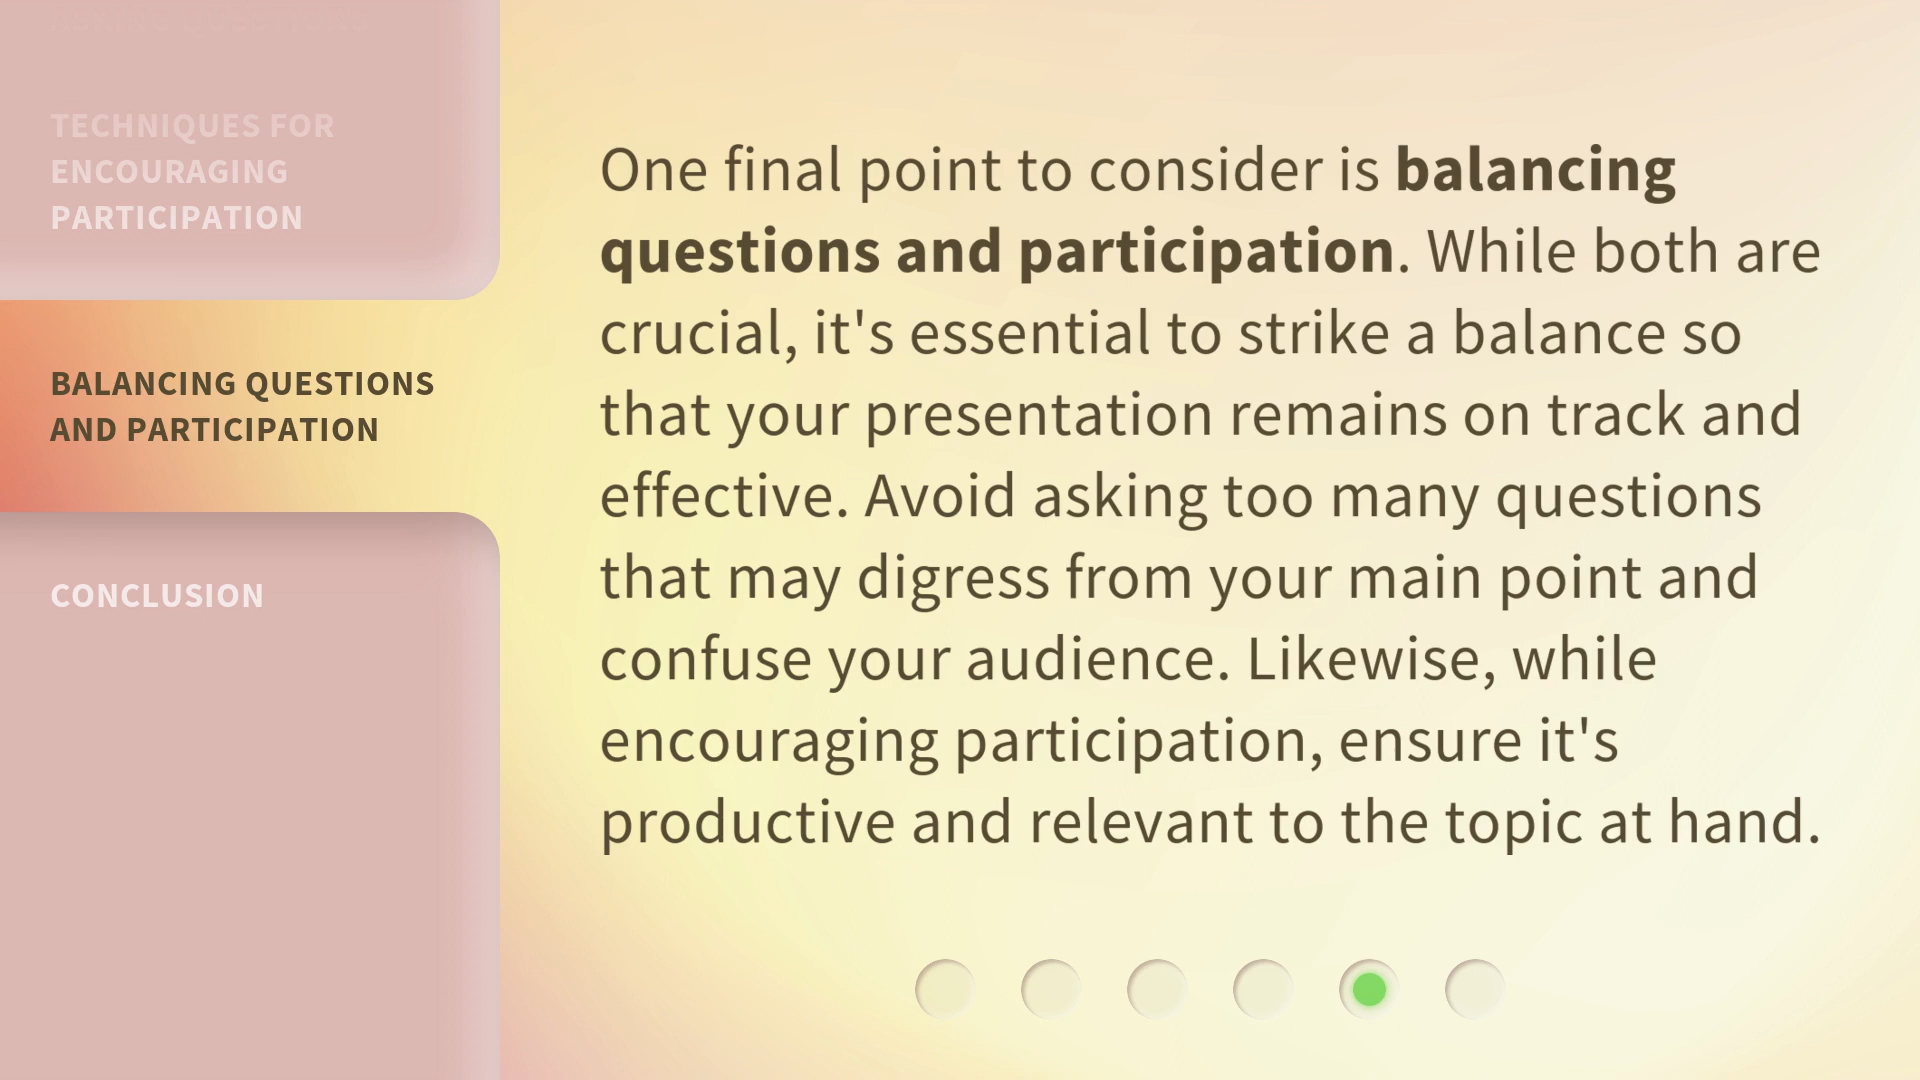 TECHNIQUES FOR
ENCOURAGING
PARTICIPATION
BALANCING QUESTIONS
AND PARTICIPATION
CONCLUSION
One final point to consider is balancing
questions and participation. While both are
crucial, it's essential to strike a balance so
that your presentation remains on track and
effective. Avoid asking too many questions
that may digress from your main point and
confuse your audience. Likewise, while
encouraging participation, ensure it's
productive and relevant to the topic at hand.